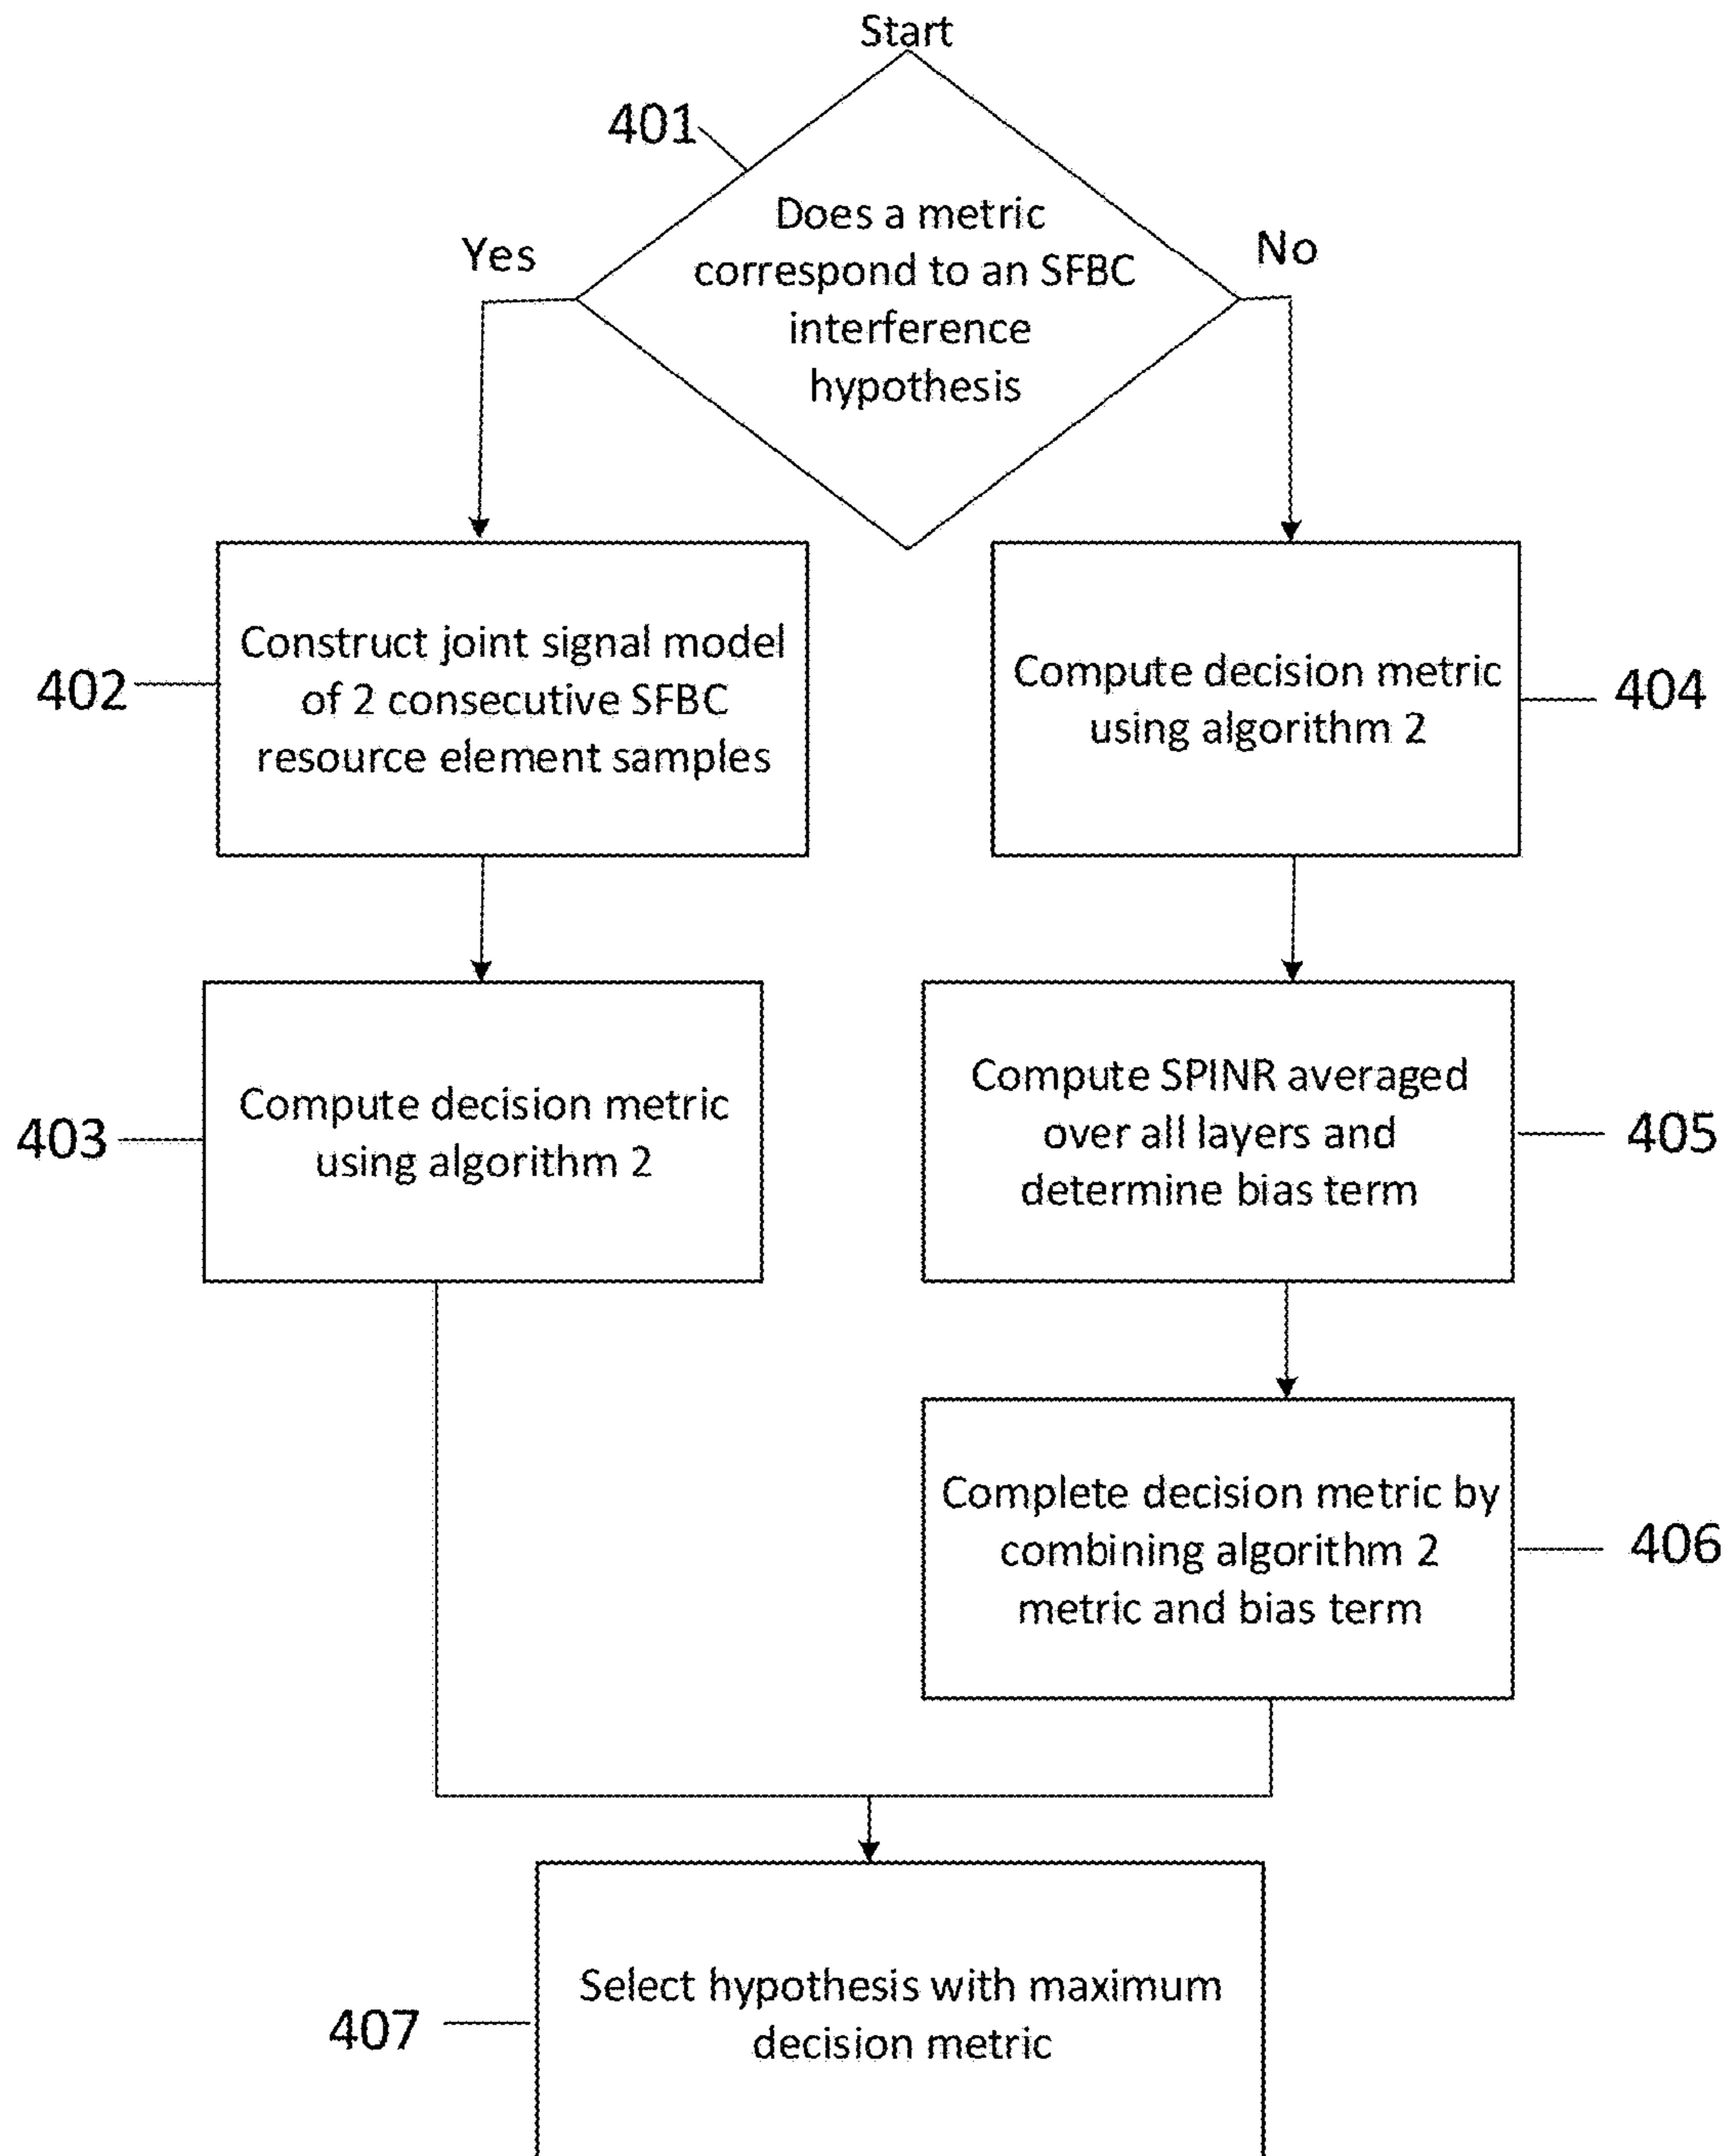 Start
401
Does a metric
correspond to an SFBC
interference
hypothesis
Yes
No
402
Construct joint signal model
of 2 consecutive SFBC
resource element samples
Compute decision metric
using algorithm 2
404
403
Compute decision metric
using algorithm 2
Compute SPINR averaged
over all layers and
determine bias term
405
Complete decision metric by
combining algorithm 2
metric and bias term
406
407
Select hypothesis with maximum
decision metric